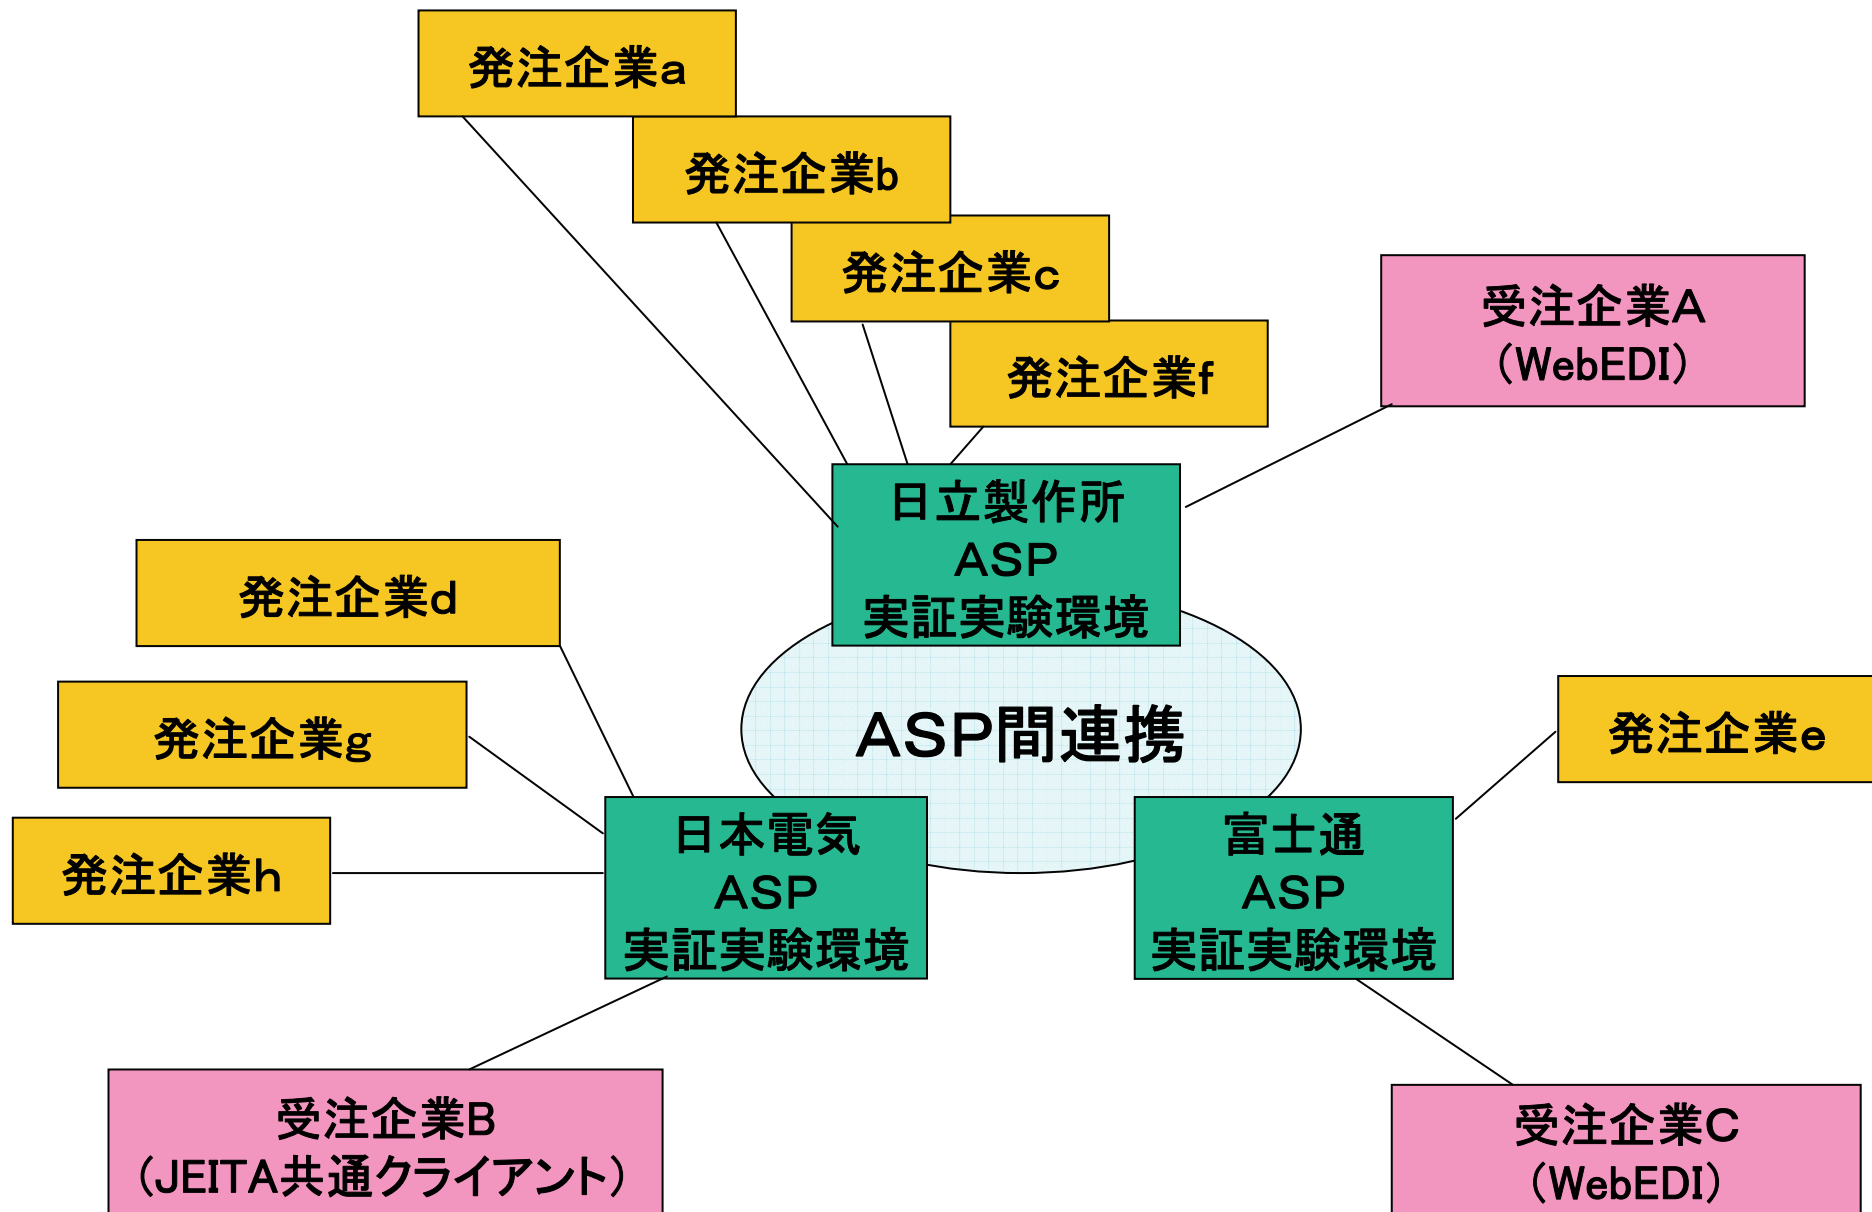 発注企業a
発注企業b
発注企業c
発注企業f
受注企業A
（WebEDI）
日立製作所
ASP
実証実験環境
発注企業d
発注企業g
発注企業h
ASP間連携
発注企業e
日本電気
ASP
実証実験環境
富士通
ASP
実証実験環境
受注企業B
（JEITA共通クライアント）
受注企業C
（WebEDI）